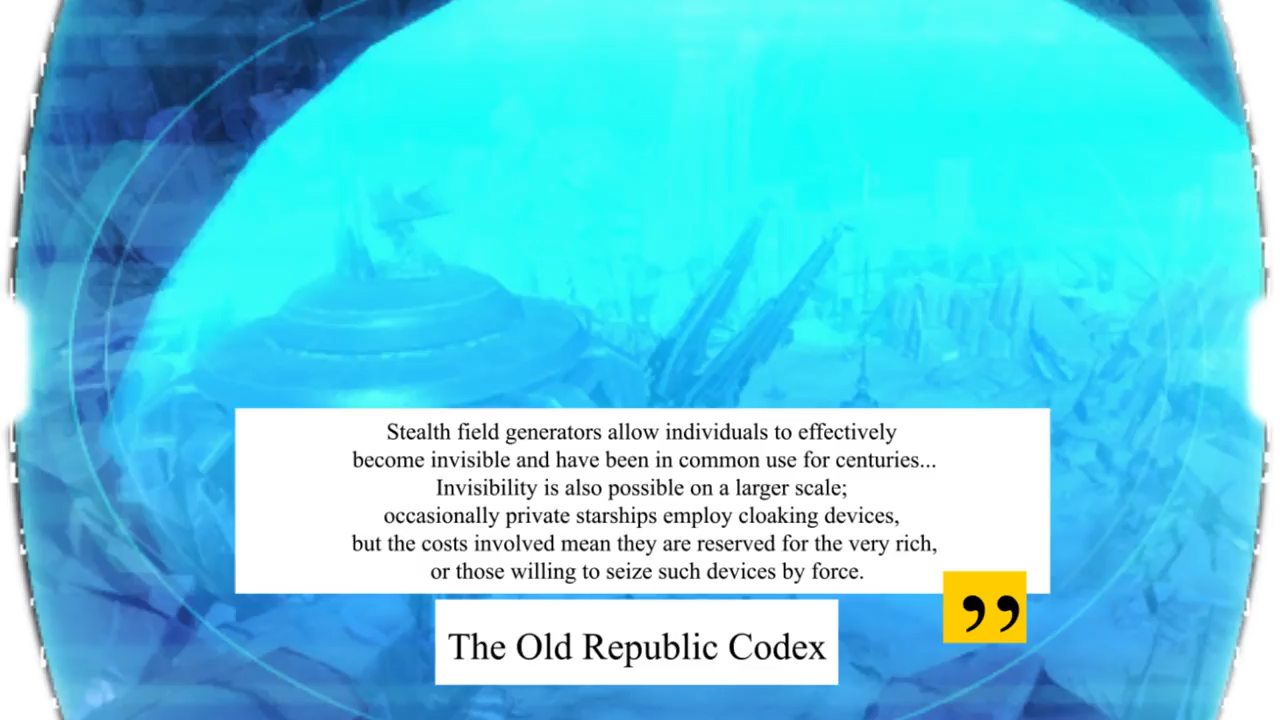 Stealth field generators allow individuals to effectively
become invisible and have been in common use for centuries...
Invisibility is also possible on a larger scale;
occasionally private starships employ cloaking devices,
but the costs involved mean they are reserved for the very rich,
or those willing to seize such devices by force.
”
The Old Republic Codex